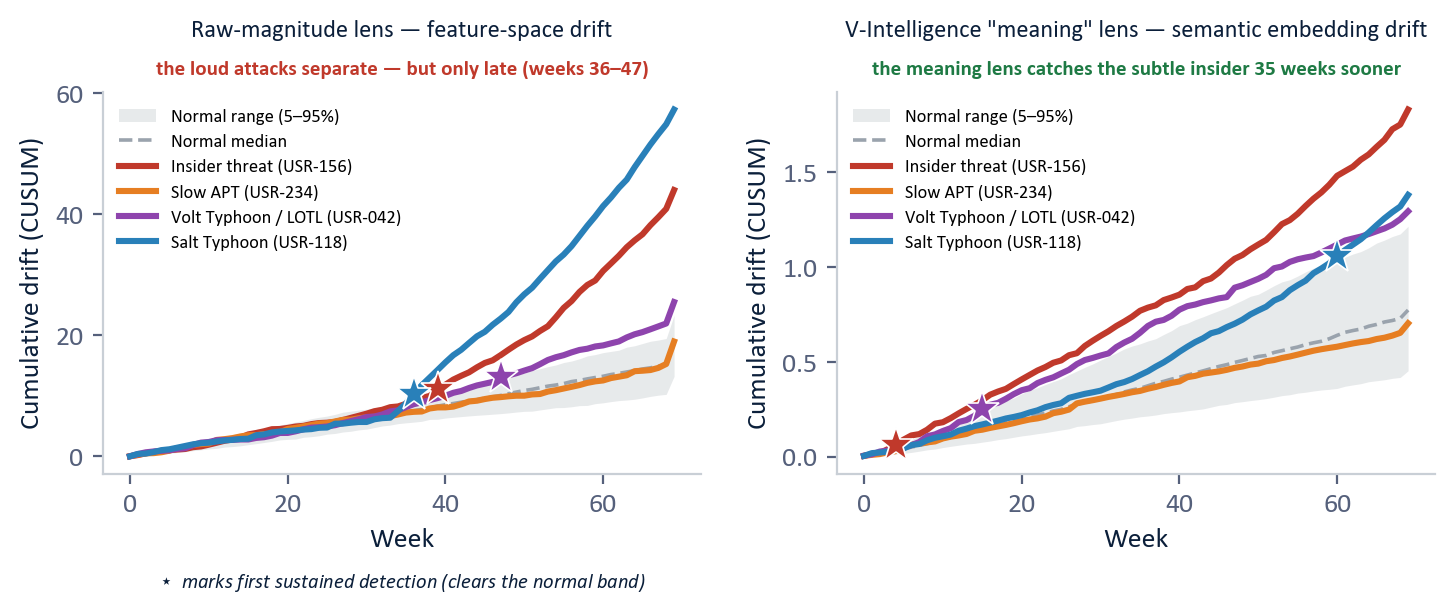 Raw-magnitude lens — feature-space drift
the loud attacks separate — but only late (weeks 36–47)
Cumulative drift (CUSUM)
60
40
20
0
Normal range (5–95%)
Normal median
Insider threat (USR-156)
Slow APT (USR-234)
Volt Typhoon / LOTL (USR-042)
Salt Typhoon (USR-118)
0 20 40 60
Week
★ marks first sustained detection (clears the normal band)
V-Intelligence "meaning" lens — semantic embedding drift
the meaning lens catches the subtle insider 35 weeks sooner
Cumulative drift (CUSUM)
1.5
1.0
0.5
0.0
Normal range (5–95%)
Normal median
Insider threat (USR-156)
Slow APT (USR-234)
Volt Typhoon / LOTL (USR-042)
Salt Typhoon (USR-118)
0 20 40 60
Week